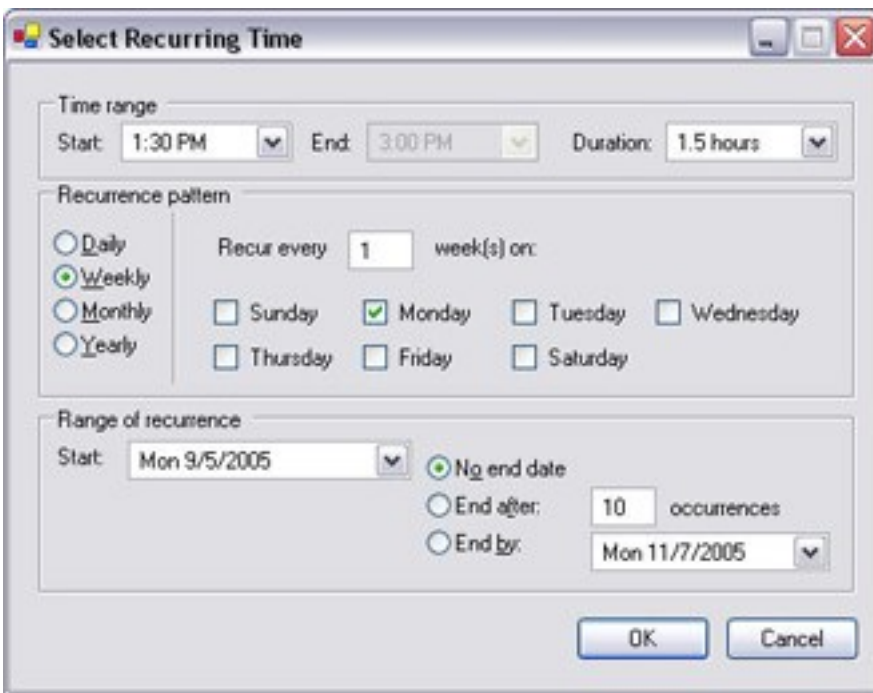 Select Recurring Time
Time range
Start: 1:30 PM End: 3:00 PM Duration: 1.5 hours
Recurrence pattern
Daily
Recur every 1 week(s) on:
Weekly
Monthly
Sunday Monday Tuesday Wednesday
Yearly
Thursday Friday Saturday
Range of recurrence
Start: Mon 9/5/2005
No end date
End after: 10 occurrences
End by: Mon 11/7/2005
OK Cancel